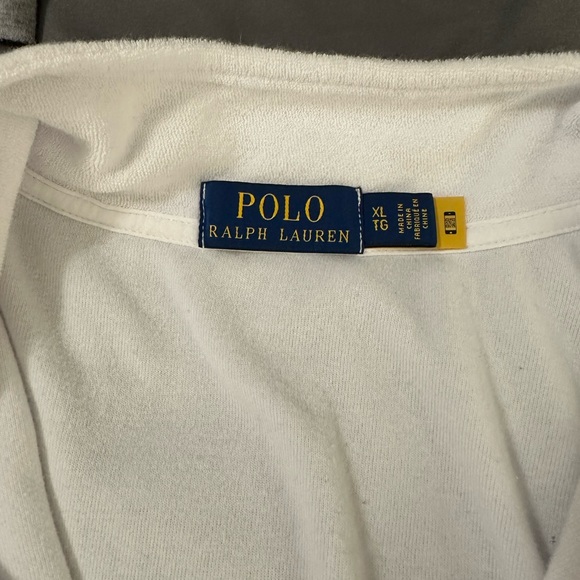 POLO
RALPH LAUREN
XL
TG
MADE IN
CHINA
FABRIQUÉ EN
CHINE